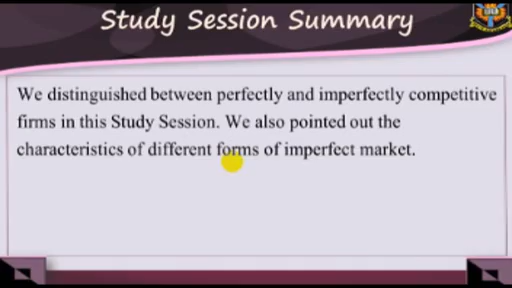 Study Session Summary
We distinguished between perfectly and imperfectly competitive
firms in this Study Session. We also pointed out the
characteristics of different forms of imperfect market.